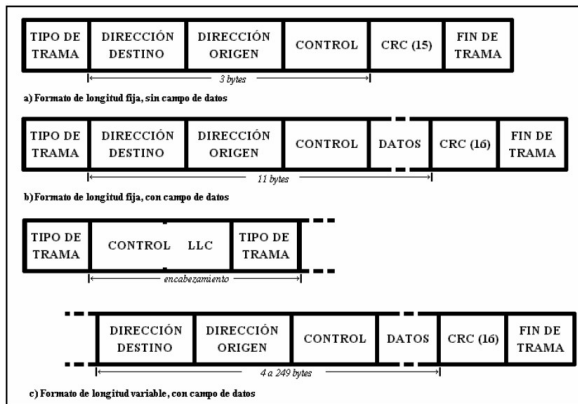 TIPO DE TRAMA DIRECCIÓN DESTINO DIRECCIÓN ORIGEN CONTROL CRC (15) FIN DE TRAMA
3 bytes
a) Formato de longitud fija, sin campo de datos
TIPO DE TRAMA DIRECCIÓN DESTINO DIRECCIÓN ORIGEN CONTROL DATOS CRC (16) FIN DE TRAMA
11 bytes
b) Formato de longitud fija, con campo de datos
TIPO DE TRAMA CONTROL LLC TIPO DE TRAMA
encabezamiento
DIRECCIÓN DESTINO DIRECCIÓN ORIGEN CONTROL DATOS CRC (16) FIN DE TRAMA
4 a 249 bytes
c) Formato de longitud variable, con campo de datos